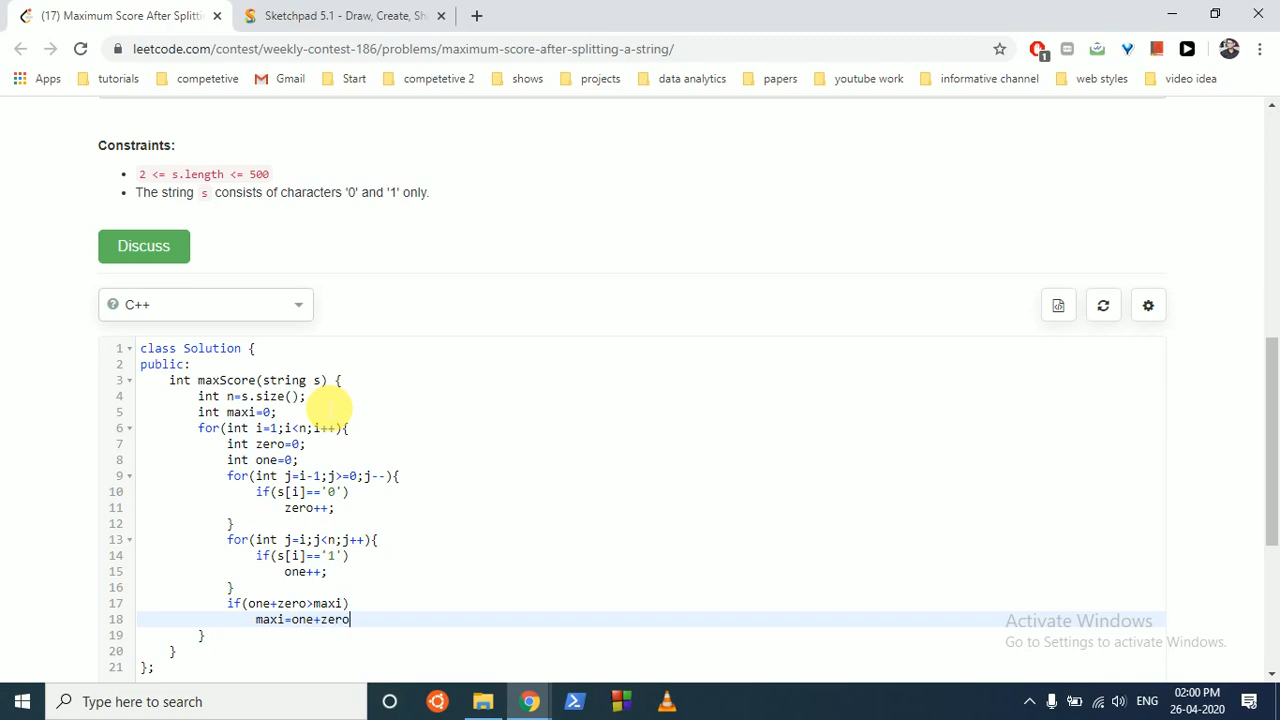 (17) Maximum Score After Splitti
Sketchpad 5.1 - Draw, Create, Sh
leetcode.com/contest/weekly-contest-186/problems/maximum-score-after-splitting-a-string/
1
Apps tutorials competetive Gmail Start competetive 2 shows projects data analytics papers youtube work informative channel web styles video idea
Constraints:
2 <= s.length <= 500
The string s consists of characters '0' and '1' only.
Discuss
C++
1 class Solution {
2 public:
3 int maxScore(string s) {
4 int n=s.size();
5 int maxi=0;
6 for(int i=1;i<n;i++){
7 int zero=0;
8 int one=0;
9 for(int j=i-1;j>=0;j--){
10 if(s[i]=='0')
11 zero++;
12 }
13 for(int j=i;j<n;j++){
14 if(s[i]=='1')
15 one++;
16 }
17 if(one+zero>maxi)
18 maxi=one+zero
19 }
20 }
21 };
Activate Windows
Go to Settings to activate Windows.
Type here to search
ENG
02:00 PM
26-04-2020